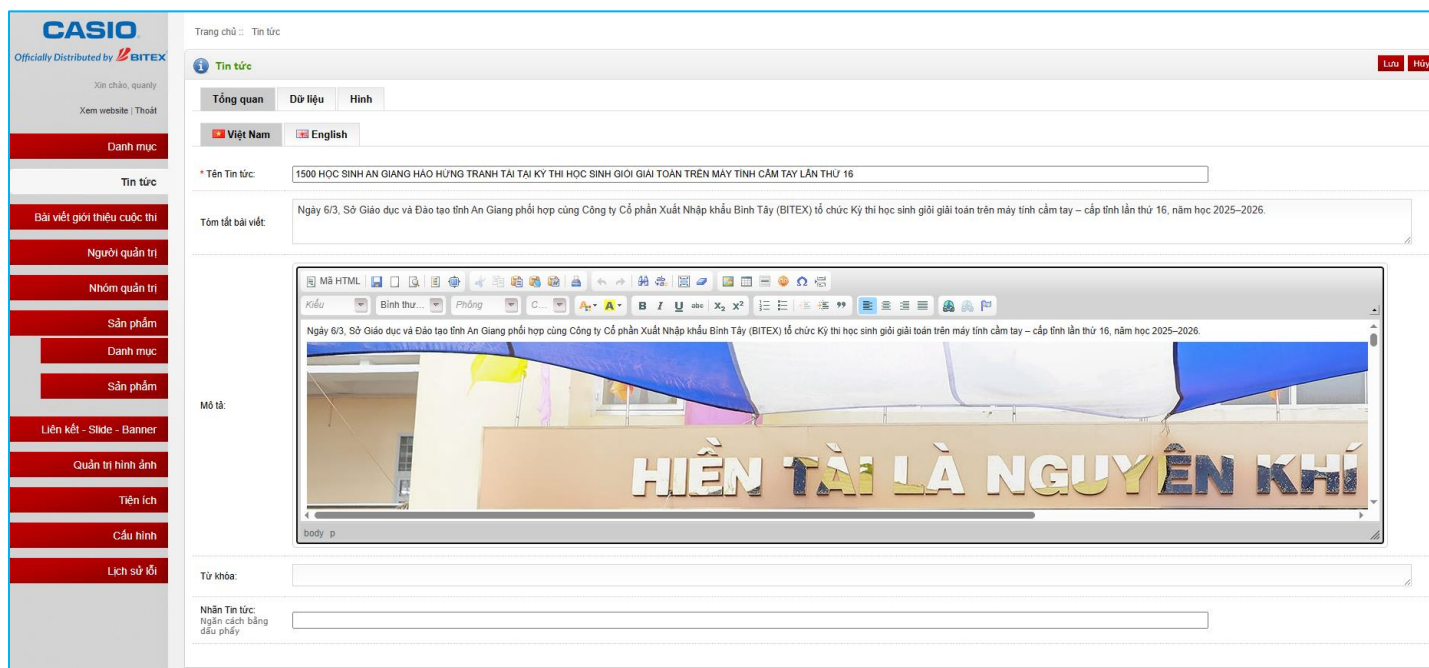 CASIO
Officially Distributed by BITEX
Xin chào, quanly
Xem website | Thoát
Danh mục
Tin tức
Bài viết giới thiệu cuộc thi
Người quản trị
Nhóm quản trị
Sản phẩm
Danh mục
Sản phẩm
Liên kết - Slide - Banner
Quản trị hình ảnh
Tiện ích
Cấu hình
Lịch sử lỗi
Trang chủ :: Tin tức
Tin tức
Lưu Hủy
Tổng quan Dữ liệu Hình
Việt Nam English
* Tên Tin tức: 1500 HỌC SINH AN GIANG HÀO HỨNG TRANH TÀI TẠI KỲ THI HỌC SINH GIỎI GIẢI TOÁN TRÊN MÁY TÍNH CẦM TAY LẦN THỨ 16
Tóm tắt bài viết: Ngày 6/3, Sở Giáo dục và Đào tạo tỉnh An Giang phối hợp cùng Công ty Cổ phần Xuất Nhập khẩu Bình Tây (BITEX) tổ chức Kỳ thi học sinh giỏi giải toán trên máy tính cầm tay – cấp tỉnh lần thứ 16, năm học 2025–2026.
Mô tả:
Mã HTML
Kiểu Bình thư... Phông C... A A B I U abc X₂ X²
Ngày 6/3, Sở Giáo dục và Đào tạo tỉnh An Giang phối hợp cùng Công ty Cổ phần Xuất Nhập khẩu Bình Tây (BITEX) tổ chức Kỳ thi học sinh giỏi giải toán trên máy tính cầm tay – cấp tỉnh lần thứ 16, năm học 2025–2026.
HIỀN TÀI LÀ NGUYÊN KHÍ
body p
Từ khóa:
Nhãn Tin tức:
Ngăn cách bằng
dấu phẩy